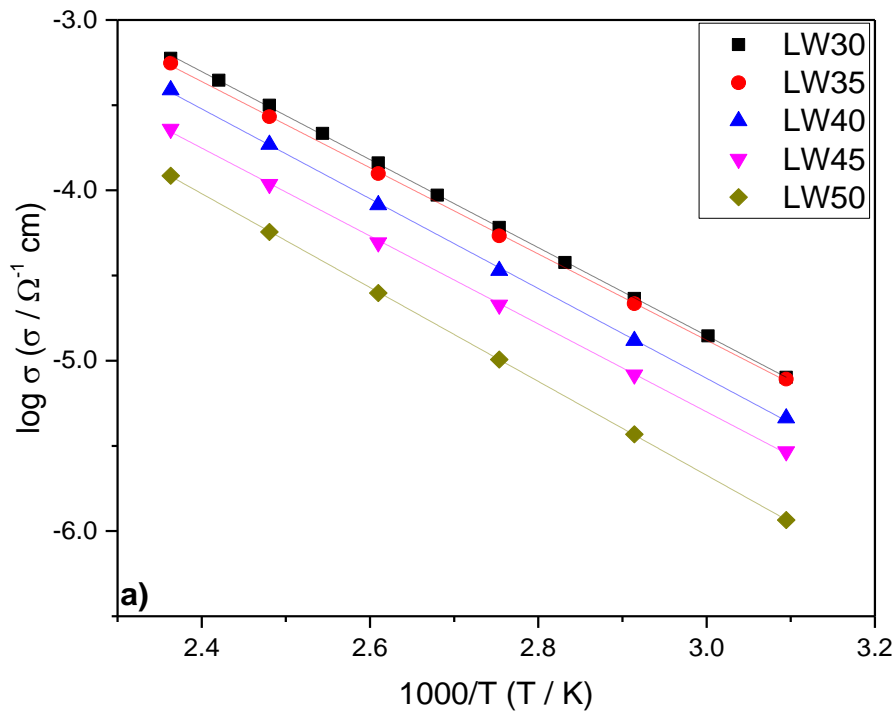 -3.0
-4.0
-5.0
-6.0
log σ (σ / Ω⁻¹ cm)
LW30
LW35
LW40
LW45
LW50
a)
2.4 2.6 2.8 3.0 3.2
1000/T (T / K)